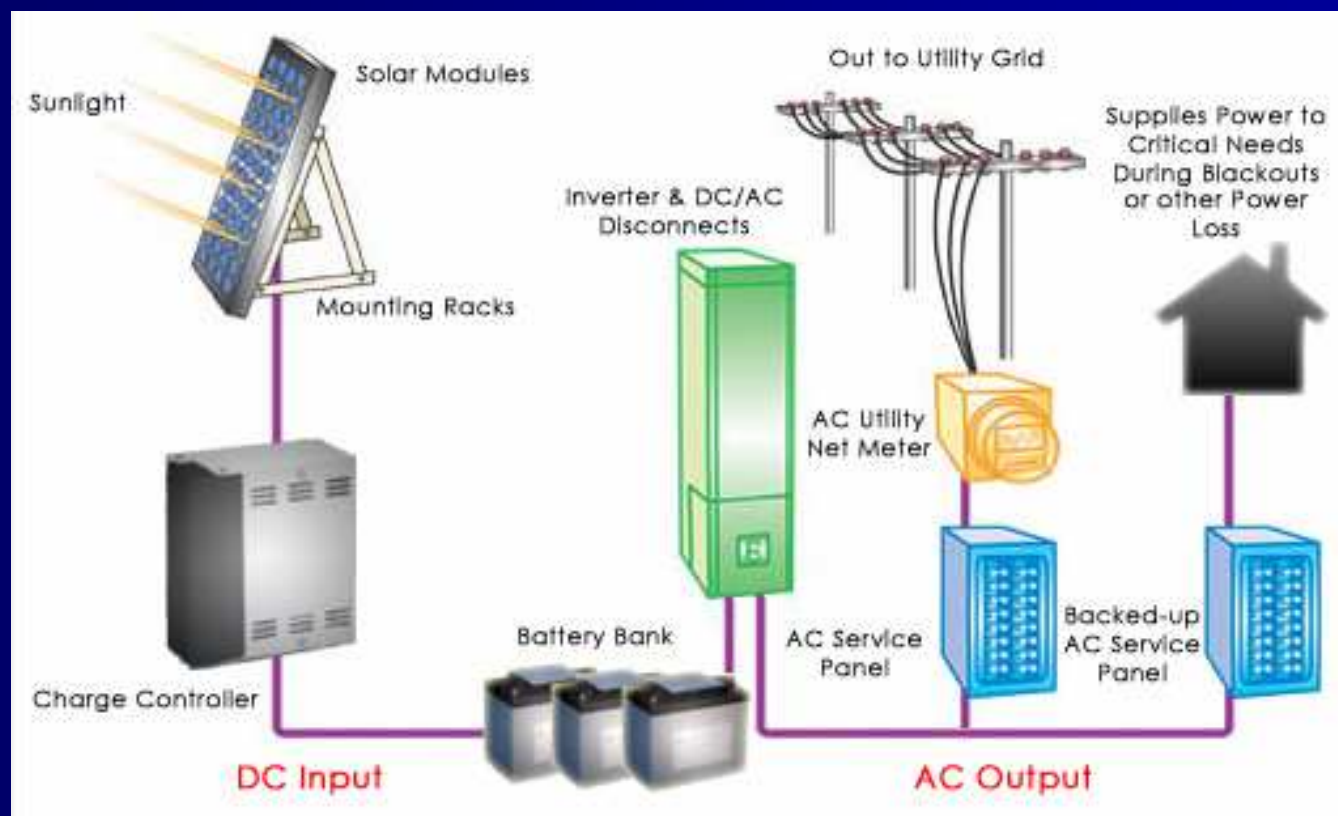 Sunlight
Solar Modules
Mounting Racks
Charge Controller
DC Input
Battery Bank
Inverter & DC/AC
Disconnects
Out to Utility Grid
AC Utility
Net Meter
AC Service
Panel
Supplies Power to
Critical Needs
During Blackouts
or other Power
Loss
Backed-up
AC Service
Panel
AC Output